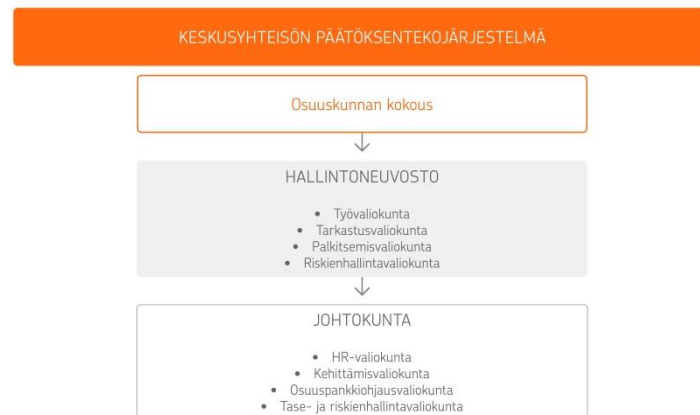 KESKUSYHTEISÖN PÄÄTÖKSENTEKOJÄRJESTELMÄ
Osuuskunnan kokous
HALLINTONEUVOSTO
• Työvaliokunta
• Tarkastusvaliokunta
• Palkitsemisvaliokunta
• Riskienhallintavaliokunta
JOHTOKUNTA
• HR-valiokunta
• Kehittämisvaliokunta
• Osuuspankkiohjausvaliokunta
• Tase- ja riskienhallintavaliokunta